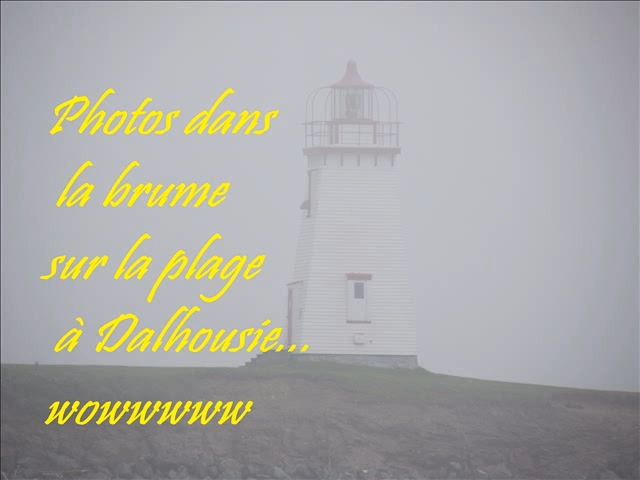 Photos dans
la brume
sur la plage
à Dalhousie...
wowwwww